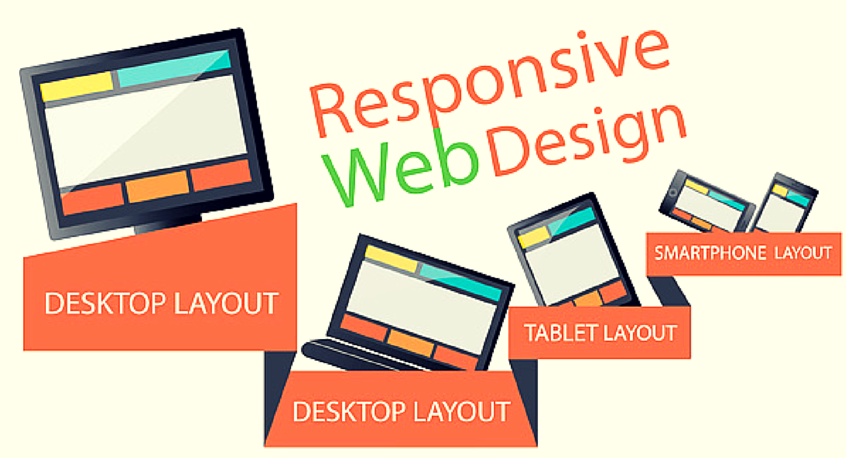 Responsive
Web Design
DESKTOP LAYOUT
DESKTOP LAYOUT
TABLET LAYOUT
SMARTPHONE LAYOUT